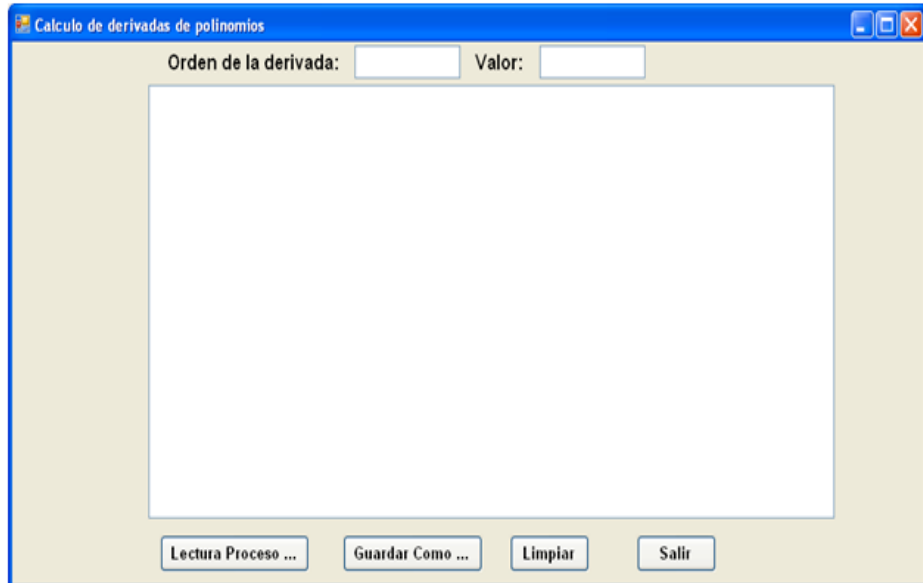 Calculo de derivadas de polinomios
Orden de la derivada: Valor:
Lectura Proceso ... Guardar Como ... Limpiar Salir